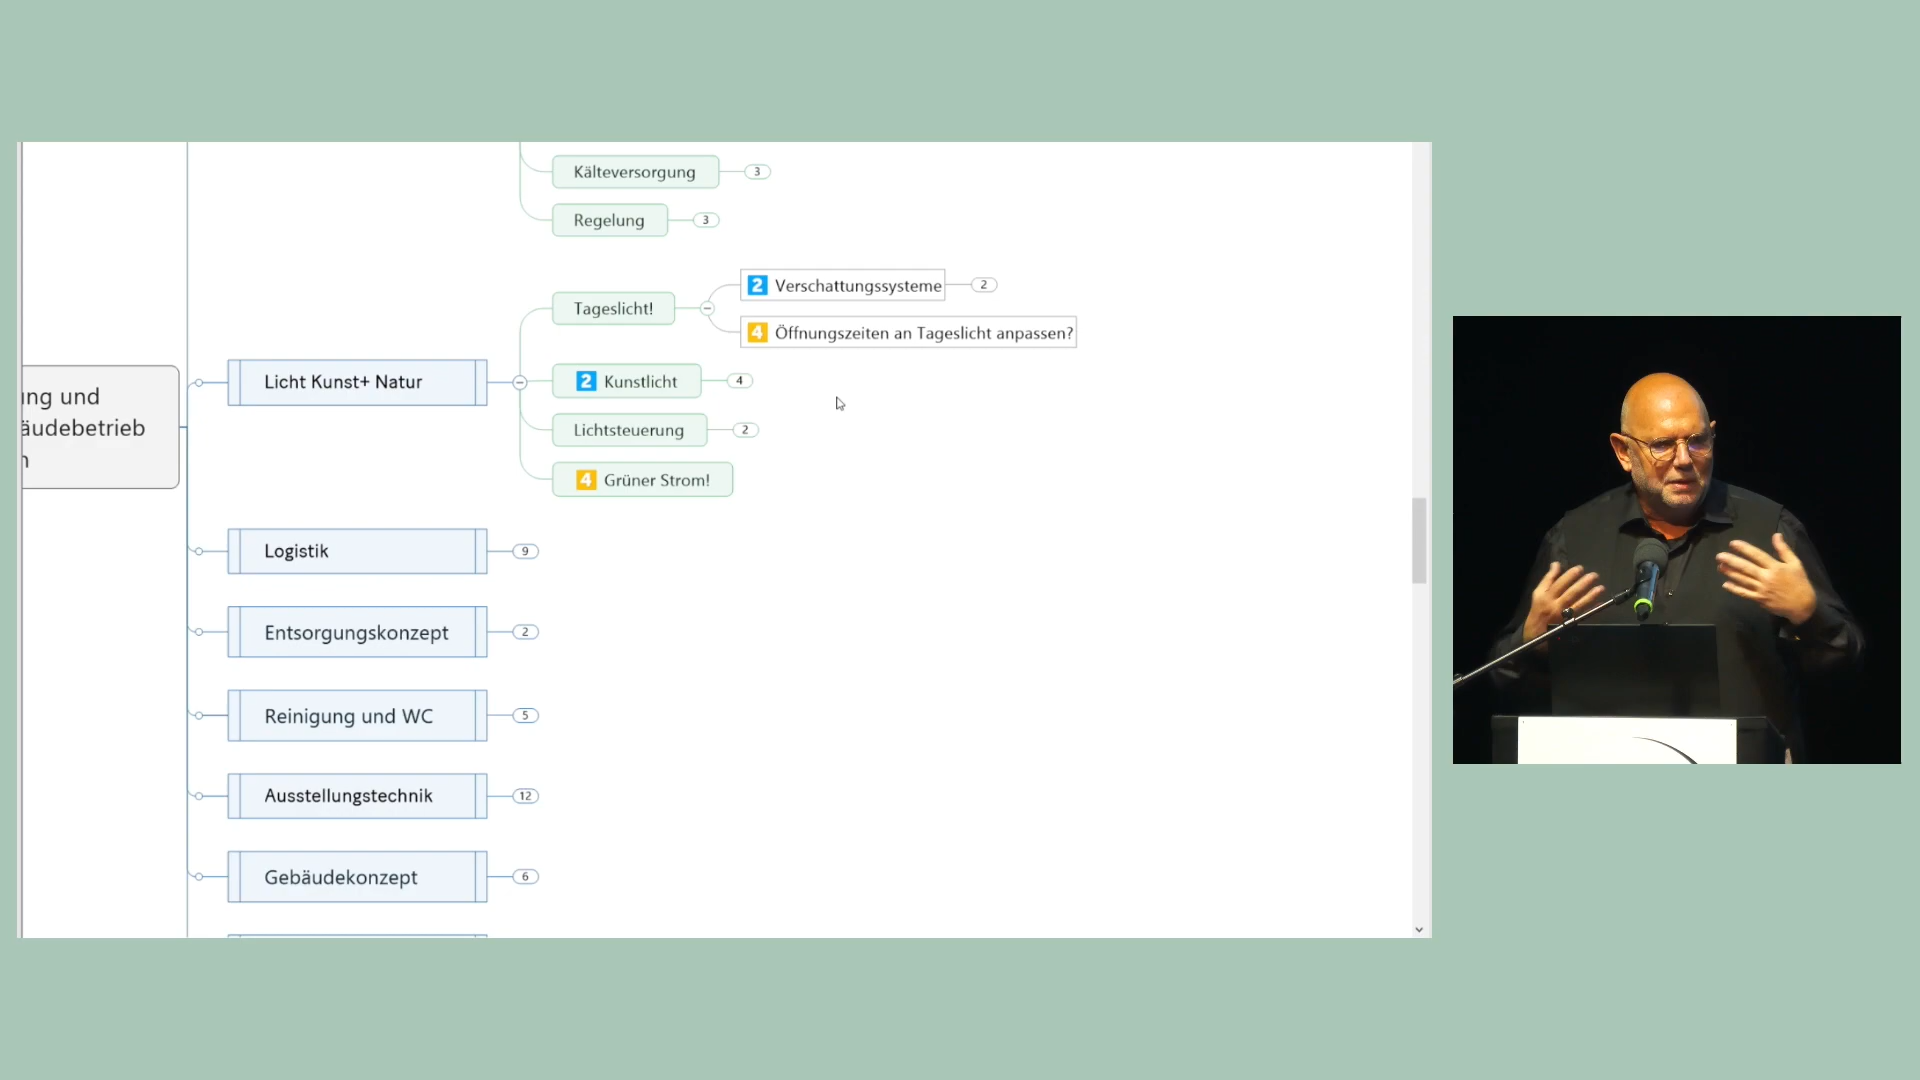 Kälteversorgung 3
Regelung 3
Tageslicht!
2 Verschattungssysteme 2
4 Öffnungszeiten an Tageslicht anpassen?
Licht Kunst+ Natur
2 Kunstlicht 4
Lichtsteuerung 2
4 Grüner Strom!
ung und
äudebetrieb
n
Logistik 9
Entsorgungskonzept 2
Reinigung und WC 5
Ausstellungstechnik 12
Gebäudekonzept 6